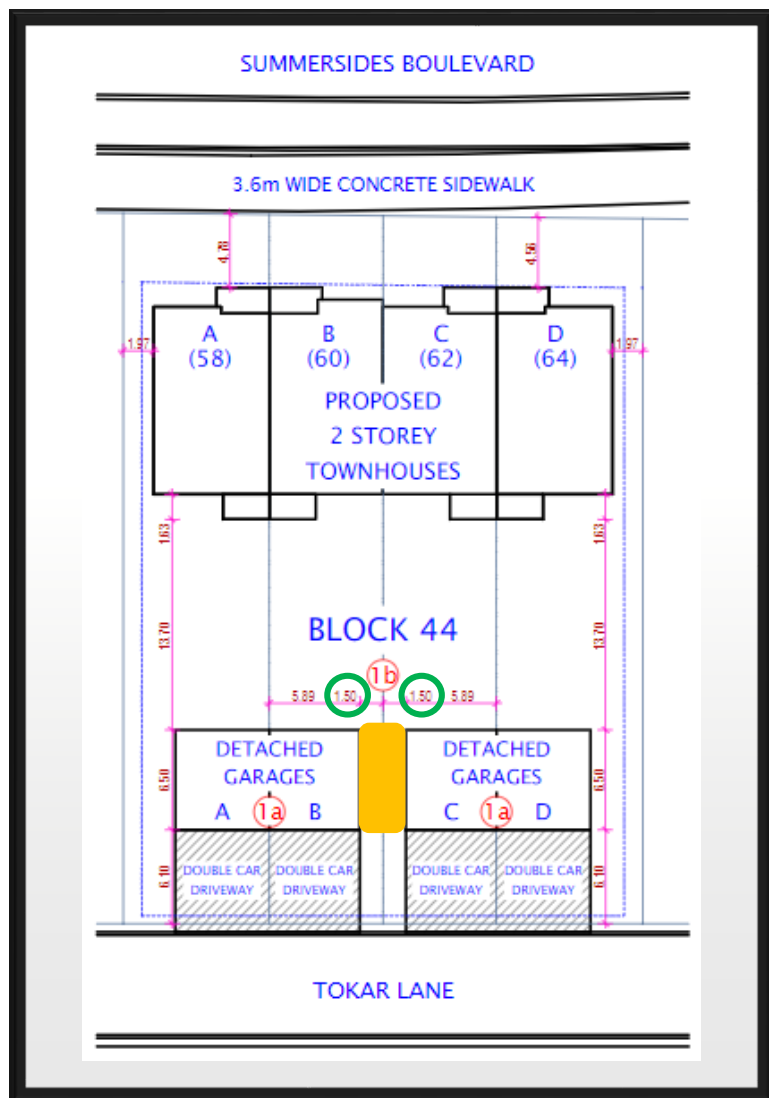 SUMMERSIDES BOULEVARD
3.6m WIDE CONCRETE SIDEWALK
4.76
4.56
1.97
A
(58)
B
(60)
C
(62)
D
(64)
1.97
PROPOSED
2 STOREY
TOWNHOUSES
1.63
1.63
13.70
BLOCK 44
13.70
1b
5.89
1.50
1.50
5.89
DETACHED
GARAGES
DETACHED
GARAGES
6.50
6.50
A
1a
B
C
1a
D
6.10
DOUBLE CAR
DRIVEWAY
DOUBLE CAR
DRIVEWAY
DOUBLE CAR
DRIVEWAY
DOUBLE CAR
DRIVEWAY
6.10
TOKAR LANE